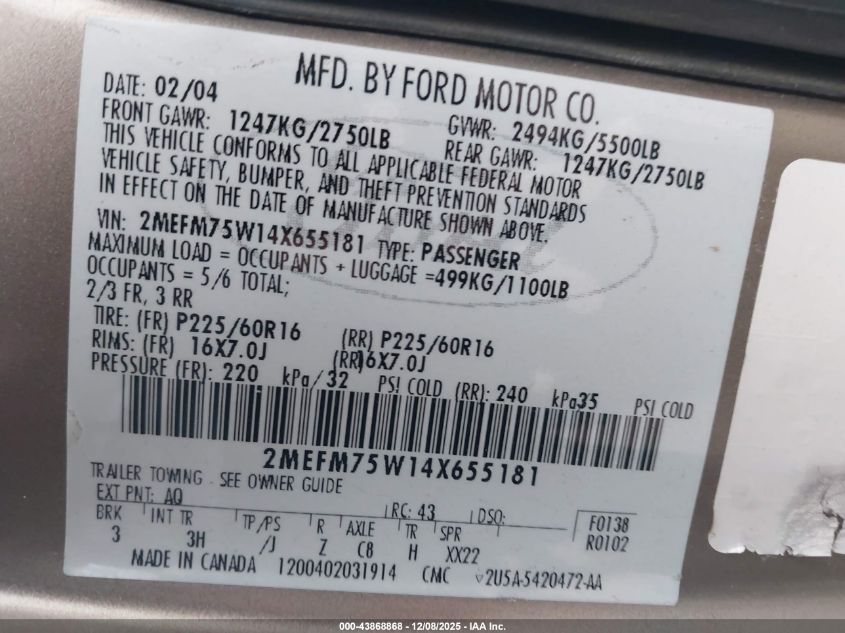 MFD. BY FORD MOTOR CO.
DATE: 02/04 GVWR: 2494KG/5500LB
FRONT GAWR: 1247KG/2750LB REAR GAWR: 1247KG/2750LB
THIS VEHICLE CONFORMS TO ALL APPLICABLE FEDERAL MOTOR
VEHICLE SAFETY, BUMPER, AND THEFT PREVENTION STANDARDS
IN EFFECT ON THE DATE OF MANUFACTURE SHOWN ABOVE.
VIN: 2MEFM75W14X655181 TYPE: PASSENGER
MAXIMUM LOAD = OCCUPANTS + LUGGAGE =499KG/1100LB
OCCUPANTS = 5/6 TOTAL;
2/3 FR, 3 RR
TIRE: (FR) P225/60R16 (RR) P225/60R16
RIMS: (FR) 16X7.0J (RR)16X7.0J
PRESSURE (FR): 220 kPa/32 PSI COLD (RR): 240 kPa35 PSI COLD
2MEFM75W14X655181
TRAILER TOWING - SEE OWNER GUIDE
EXT PNT: AQ RC: 43 DSO: F0138
BRK INT TR TP/PS R AXLE TR SPR R0102
3 3H /J Z C8 H XX22
MADE IN CANADA 1200402031914 CMC 2U5A-5420472-AA
000-43868868 - 12/08/2025 - IAA Inc.